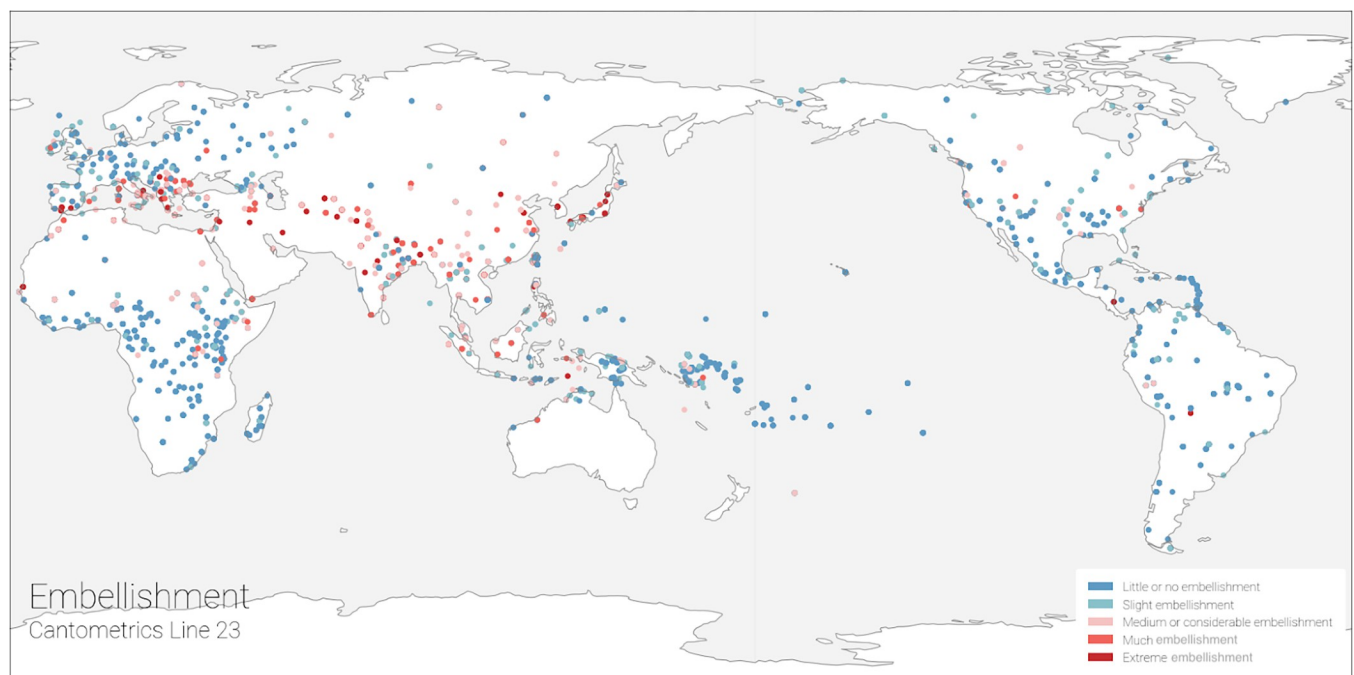 Embellishment
Cantometrics Line 23
Little or no embellishment
Slight embellishment
Medium or considerable embellishment
Much embellishment
Extreme embellishment